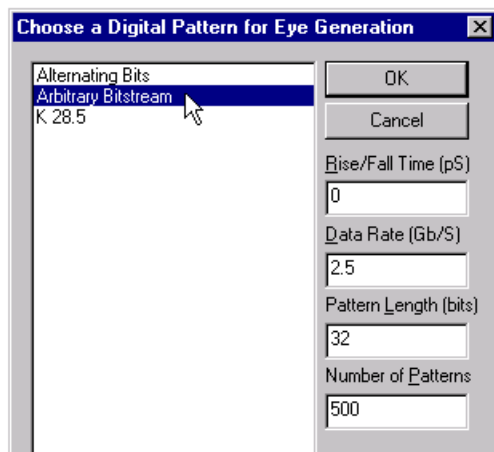 Choose a Digital Pattern for Eye Generation
Alternating Bits
Arbitrary Bitstream
K 28.5
OK
Cancel
Rise/Fall Time (pS)
0
Data Rate (Gb/S)
2.5
Pattern Length (bits)
32
Number of Patterns
500